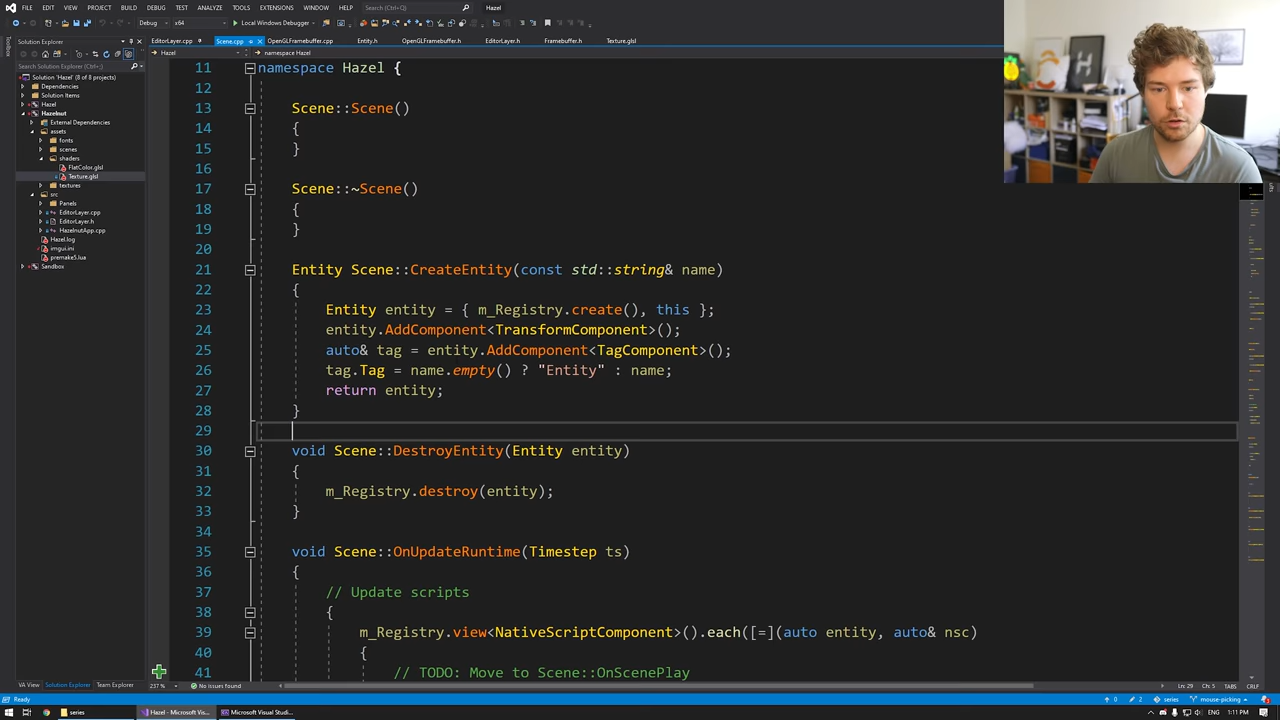 FILE EDIT VIEW PROJECT BUILD DEBUG TEST ANALYZE TOOLS EXTENSIONS WINDOW HELP Search (Ctrl+Q) Hazel
Debug x64 Local Windows Debugger
Solution Explorer
Search Solution Explorer (Ctrl+;)
Solution 'Hazel' (8 of 8 projects)
Dependencies
Solution Items
Hazel
Hazelnut
External Dependencies
assets
fonts
scenes
shaders
FlatColor.glsl
Texture.glsl
textures
src
Panels
EditorLayer.cpp
EditorLayer.h
HazelnutApp.cpp
Hazel.log
imgui.ini
premake5.lua
Sandbox
VA View Solution Explorer Team Explorer
Toolbox
EditorLayer.cpp Scene.cpp OpenGLFramebuffer.cpp Entity.h OpenGLFramebuffer.h EditorLayer.h Framebuffer.h Texture.glsl
Hazel namespace Hazel
11 namespace Hazel {
12
13 Scene::Scene()
14 {
15 }
16
17 Scene::~Scene()
18 {
19 }
20
21 Entity Scene::CreateEntity(const std::string& name)
22 {
23 Entity entity = { m_Registry.create(), this };
24 entity.AddComponent<TransformComponent>();
25 auto& tag = entity.AddComponent<TagComponent>();
26 tag.Tag = name.empty() ? "Entity" : name;
27 return entity;
28 }
29
30 void Scene::DestroyEntity(Entity entity)
31 {
32 m_Registry.destroy(entity);
33 }
34
35 void Scene::OnUpdateRuntime(Timestep ts)
36 {
37 // Update scripts
38 {
39 m_Registry.view<NativeScriptComponent>().each([=](auto entity, auto& nsc)
40 {
41 // TODO: Move to Scene::OnScenePlay
237 % No issues found Ln: 29 Ch: 5 TABS CRLF
Ready 0 2 series mouse-picking
series Hazel - Microsoft Vis... Microsoft Visual Studi... ENG 1:11 PM